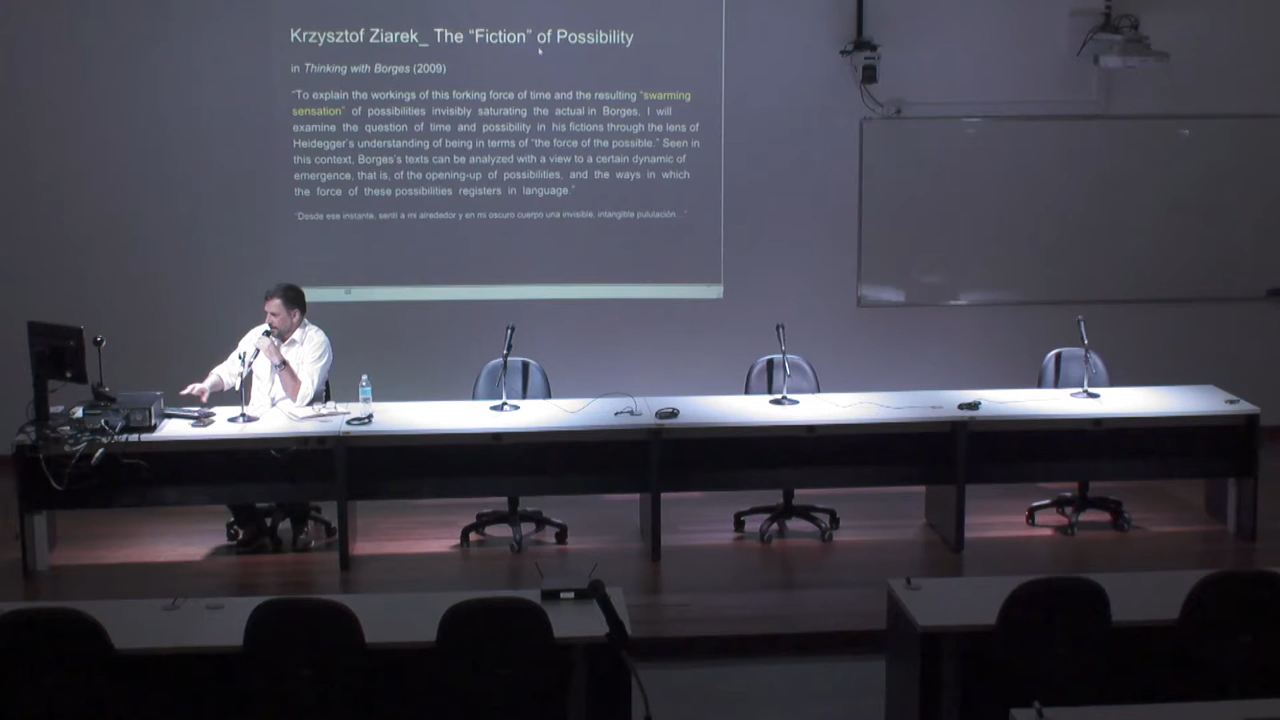 Krzysztof Ziarek_ The “Fiction” of Possibility
in Thinking with Borges (2009)
“To explain the workings of this forking force of time and the resulting “swarming
sensation” of possibilities invisibly saturating the actual in Borges, I will
examine the question of time and possibility in his fictions through the lens of
Heidegger’s understanding of being in terms of “the force of the possible.” Seen in
this context, Borges’s texts can be analyzed with a view to a certain dynamic of
emergence, that is, of the opening-up of possibilities, and the ways in which
the force of these possibilities registers in language.”
“Desde ese instante, sentí a mi alrededor y en mi oscuro cuerpo una invisible, intangible pululación...”